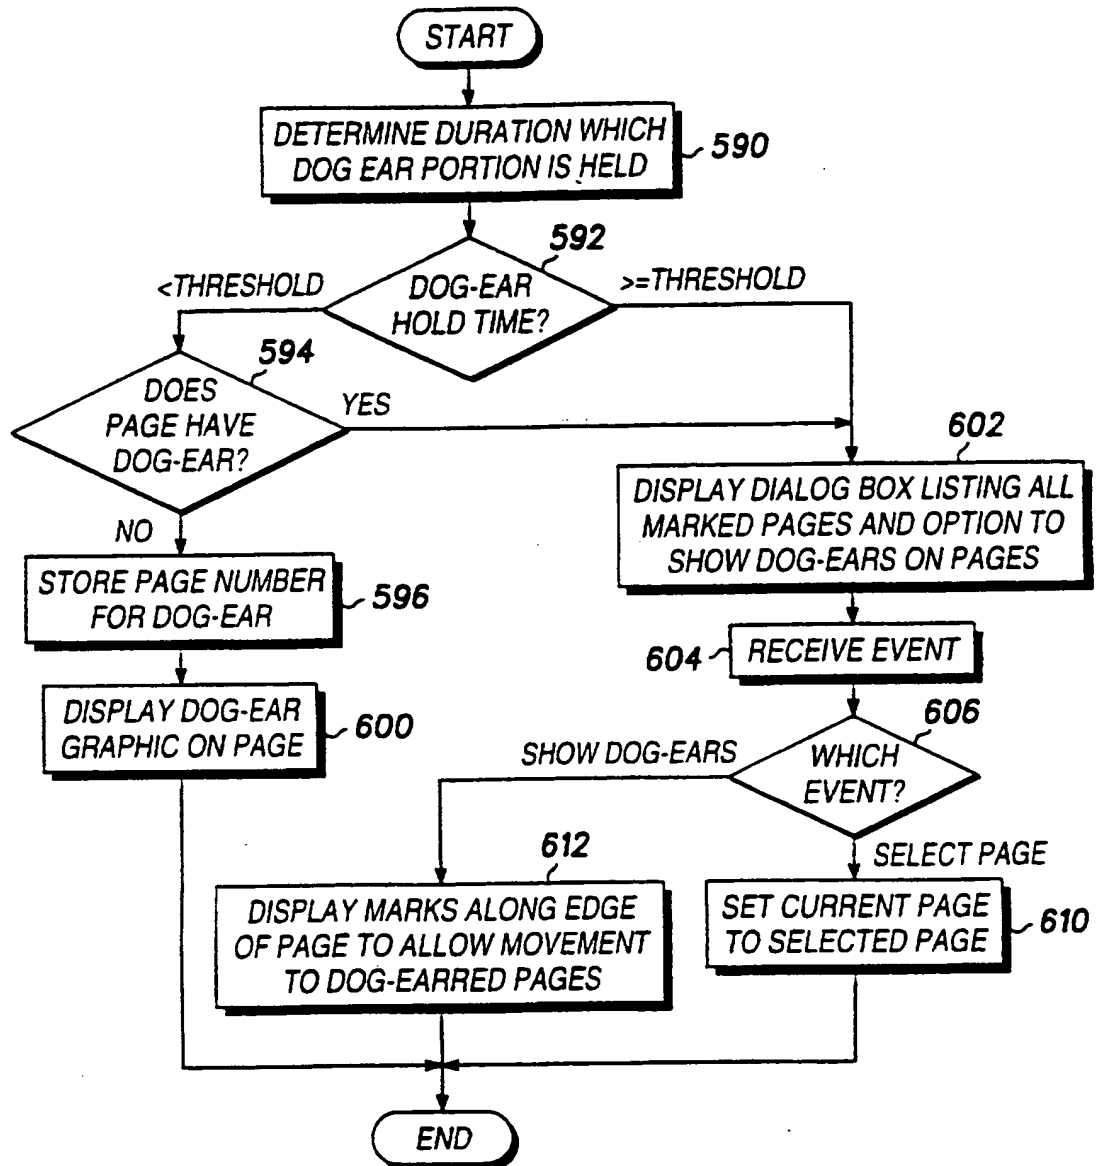 START
DETERMINE DURATION WHICH
DOG EAR PORTION IS HELD
590
592
DOG-EAR
HOLD TIME?
<THRESHOLD
>=THRESHOLD
594
DOES
PAGE HAVE
DOG-EAR?
YES
NO
STORE PAGE NUMBER
FOR DOG-EAR
596
DISPLAY DOG-EAR
GRAPHIC ON PAGE
600
602
DISPLAY DIALOG BOX LISTING ALL
MARKED PAGES AND OPTION TO
SHOW DOG-EARS ON PAGES
604
RECEIVE EVENT
606
WHICH
EVENT?
SHOW DOG-EARS
SELECT PAGE
612
DISPLAY MARKS ALONG EDGE
OF PAGE TO ALLOW MOVEMENT
TO DOG-EARRED PAGES
SET CURRENT PAGE
TO SELECTED PAGE
610
END